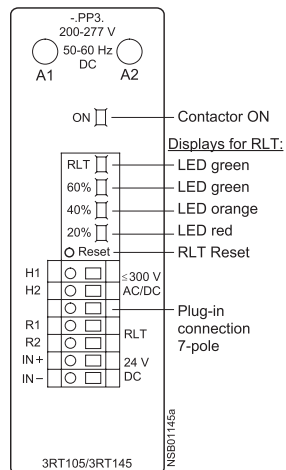 -.PP3.
200-277 V
50-60 Hz
DC
A1
A2
ON
Contactor ON
Displays for RLT:
RLT
LED green
60%
LED green
40%
LED orange
20%
LED red
Reset
RLT Reset
H1
≤300 V
H2
AC/DC
Plug-in
connection
7-pole
R1
RLT
R2
IN+
24 V
IN−
DC
NSB01145a
3RT105/3RT145